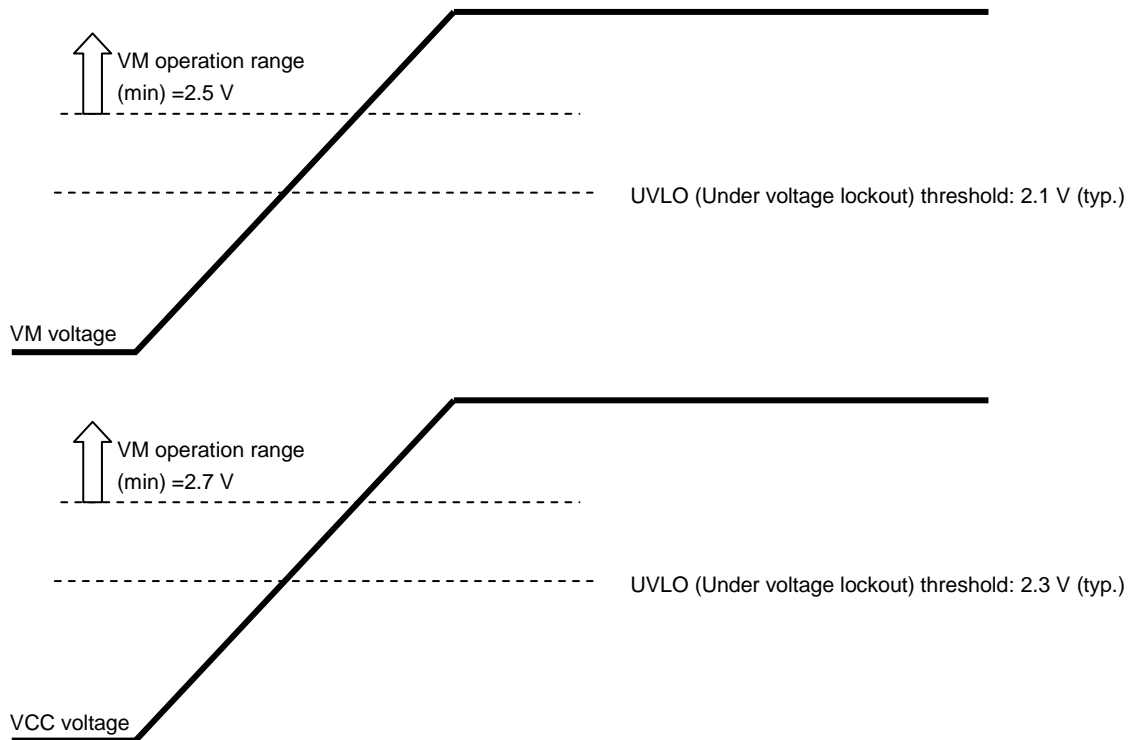 VM operation range
(min) =2.5 V
UVLO (Under voltage lockout) threshold: 2.1 V (typ.)
VM voltage
VM operation range
(min) =2.7 V
UVLO (Under voltage lockout) threshold: 2.3 V (typ.)
VCC voltage